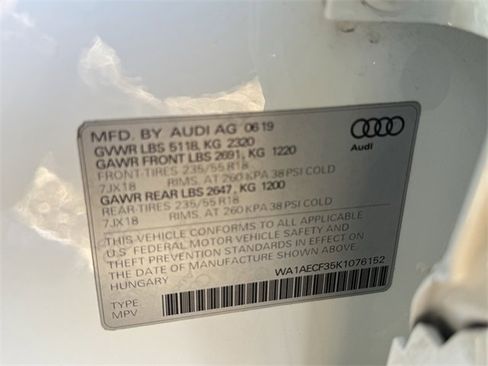 MFD. BY AUDI AG 06 19
GVWR LBS 5118, KG 2320
GAWR FRONT LBS 2691, KG 1220
FRONT-TIRES 235/55 R18
7JX18 RIMS, AT 260 KPA 38 PSI COLD
GAWR REAR LBS 2647, KG 1200
REAR-TIRES 235/55 R18
7JX18 RIMS, AT 260 KPA 38 PSI COLD
THIS VEHICLE CONFORMS TO ALL APPLICABLE
U.S FEDERAL MOTOR VEHICLE SAFETY AND
THEFT PREVENTION STANDARDS IN EFFECT ON
THE DATE OF MANUFACTURE SHOWN ABOVE.
HUNGARY WA1AECF35K1076152
TYPE
MPV
Audi